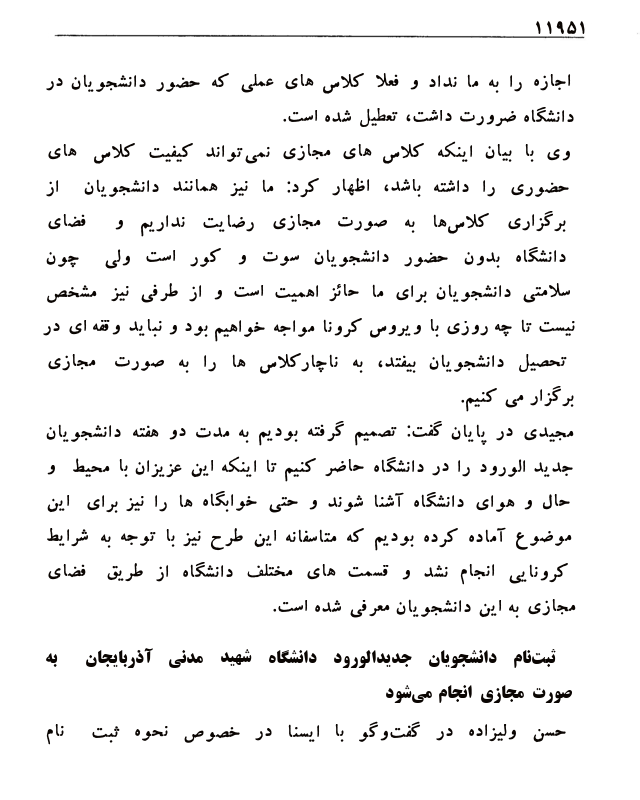 ۱۱۹۵۱
اجازه را به ما نداد و فعلا کلاس های عملی که حضور دانشجویان در
دانشگاه ضرورت داشت، تعطیل شده است.
وی با بیان اینکه کلاس های مجازی نمی‌تواند کیفیت کلاس های
حضوری را داشته باشد، اظهار کرد: ما نیز همانند دانشجویان از
برگزاری کلاس‌ها به صورت مجازی رضایت نداریم و فضای
دانشگاه بدون حضور دانشجویان سوت و کور است ولی چون
سلامتی دانشجویان برای ما حائز اهمیت است و از طرفی نیز مشخص
نیست تا چه روزی با ویروس کرونا مواجه خواهیم بود و نباید وقفه ای در
تحصیل دانشجویان بیفتد، به ناچارکلاس ها را به صورت مجازی
برگزار می کنیم.
مجیدی در پایان گفت: تصمیم گرفته بودیم به مدت دو هفته دانشجویان
جدید الورود را در دانشگاه حاضر کنیم تا اینکه این عزیزان با محیط و
حال و هوای دانشگاه آشنا شوند و حتی خوابگاه ها را نیز برای این
موضوع آماده کرده بودیم که متاسفانه این طرح نیز با توجه به شرایط
کرونایی انجام نشد و قسمت های مختلف دانشگاه از طریق فضای
مجازی به این دانشجویان معرفی شده است.
ثبت‌نام دانشجویان جدیدالورود دانشگاه شهید مدنی آذربایجان به
صورت مجازی انجام می‌شود
حسن ولیزاده در گفت‌وگو با ایسنا در خصوص نحوه ثبت نام